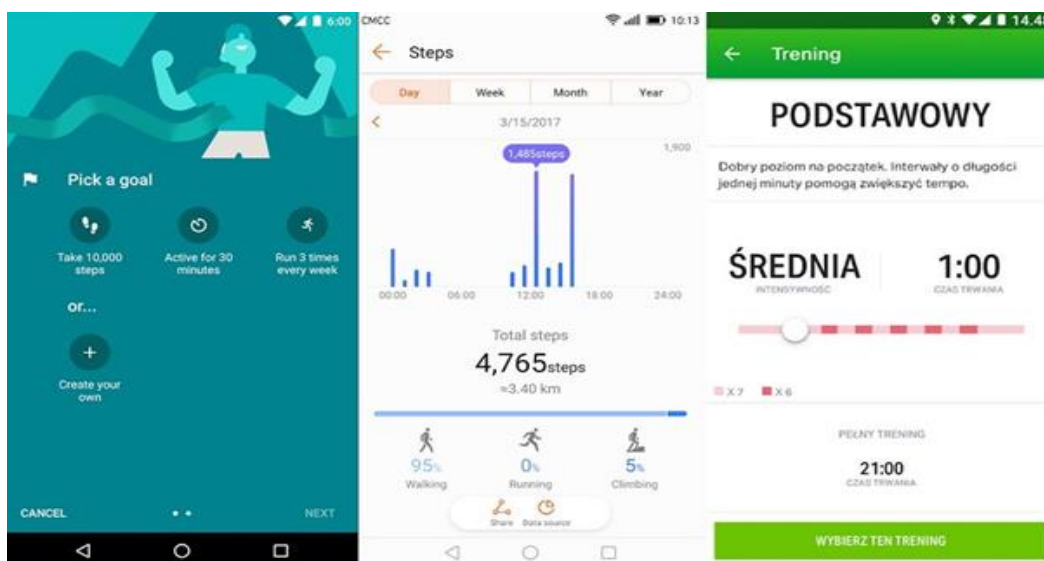 6:00
Pick a goal
Take 10,000
steps
Active for 30
minutes
Run 3 times
every week
or...
Create your
own
CANCEL
NEXT
CMCC
10:13
Steps
Day Week Month Year
3/15/2017
1,485steps
1,900
00:00 06:00 12:00 18:00 24:00
Total steps
4,765steps
≈3.40 km
95% 0% 5%
Walking Running Climbing
Share Data source
14.48
Trening
PODSTAWOWY
Dobry poziom na początek. Interwały o długości
jednej minuty pomogą zwiększyć tempo.
ŚREDNIA 1:00
INTENSYWNOŚĆ CZAS TRWANIA
X 7 X 6
PEŁNY TRENING
21:00
CZAS TRWANIA
WYBIERZ TEN TRENING